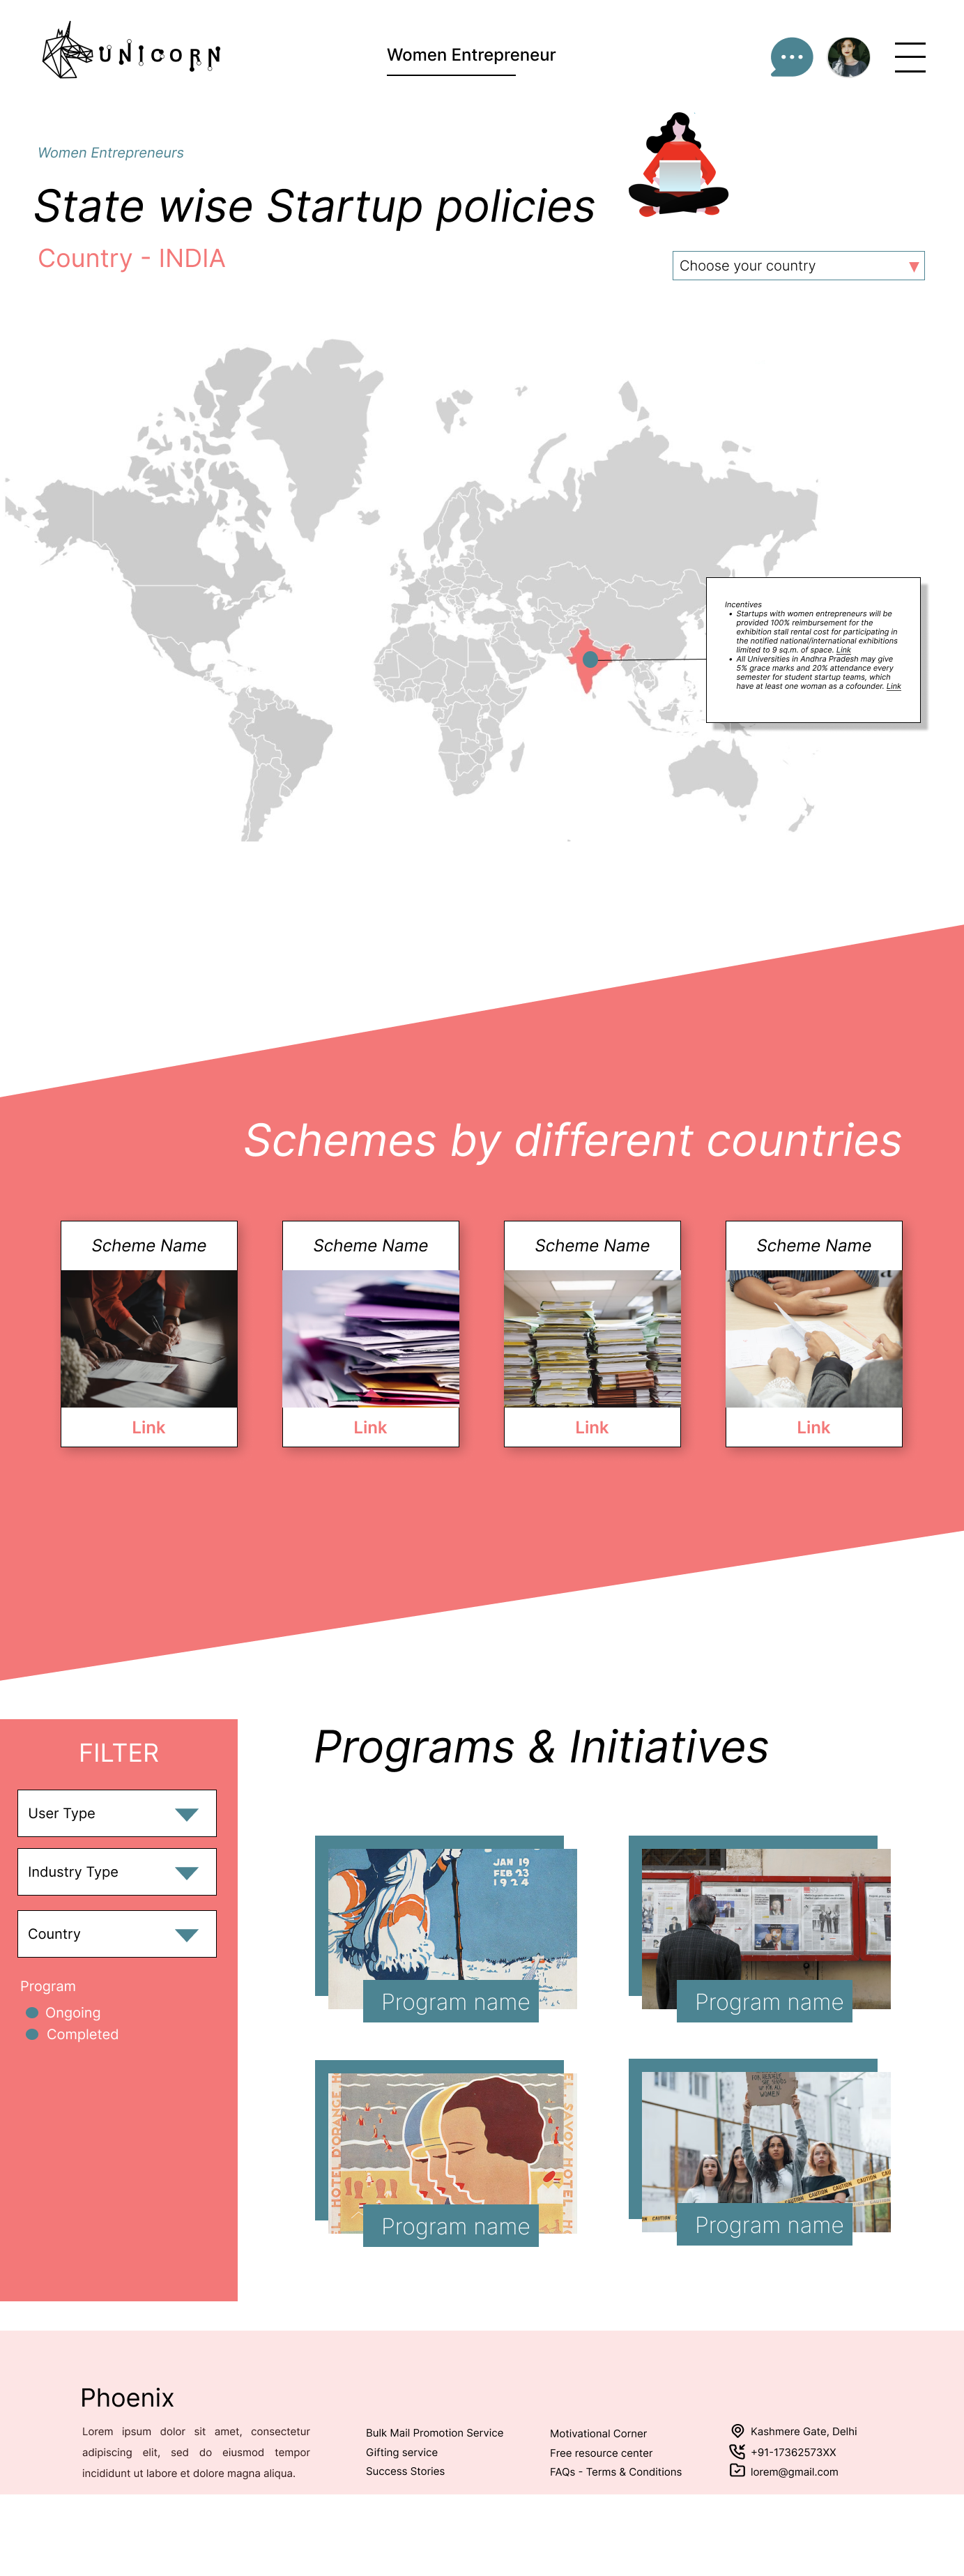 UNICORN
Women Entrepreneur
Women Entrepreneurs
State wise Startup policies
Country - INDIA
Choose your country
Incentives
• Startups with women entrepreneurs will be
provided 100% reimbursement for the
exhibition stall rental cost for participating in
the notified national/international exhibitions
limited to 9 sq.m. of space. Link
• All Universities in Andhra Pradesh may give
5% grace marks and 20% attendance every
semester for student startup teams, which
have at least one woman as a cofounder. Link
Schemes by different countries
Scheme Name
Scheme Name
Scheme Name
Scheme Name
Link
Link
Link
Link
FILTER
User Type
Industry Type
Country
Program
Ongoing
Completed
Programs & Initiatives
JAN 19
FEB 23
1924
Program name
Program name
HOTEL D'ORANGE
SAVOY HOTEL
CAUTION CAUTION CAUTION
Program name
Program name
Phoenix
Lorem ipsum dolor sit amet, consectetur
adipiscing elit, sed do eiusmod tempor
incididunt ut labore et dolore magna aliqua.
Bulk Mail Promotion Service
Gifting service
Success Stories
Motivational Corner
Free resource center
FAQs - Terms & Conditions
Kashmere Gate, Delhi
+91-17362573XX
lorem@gmail.com